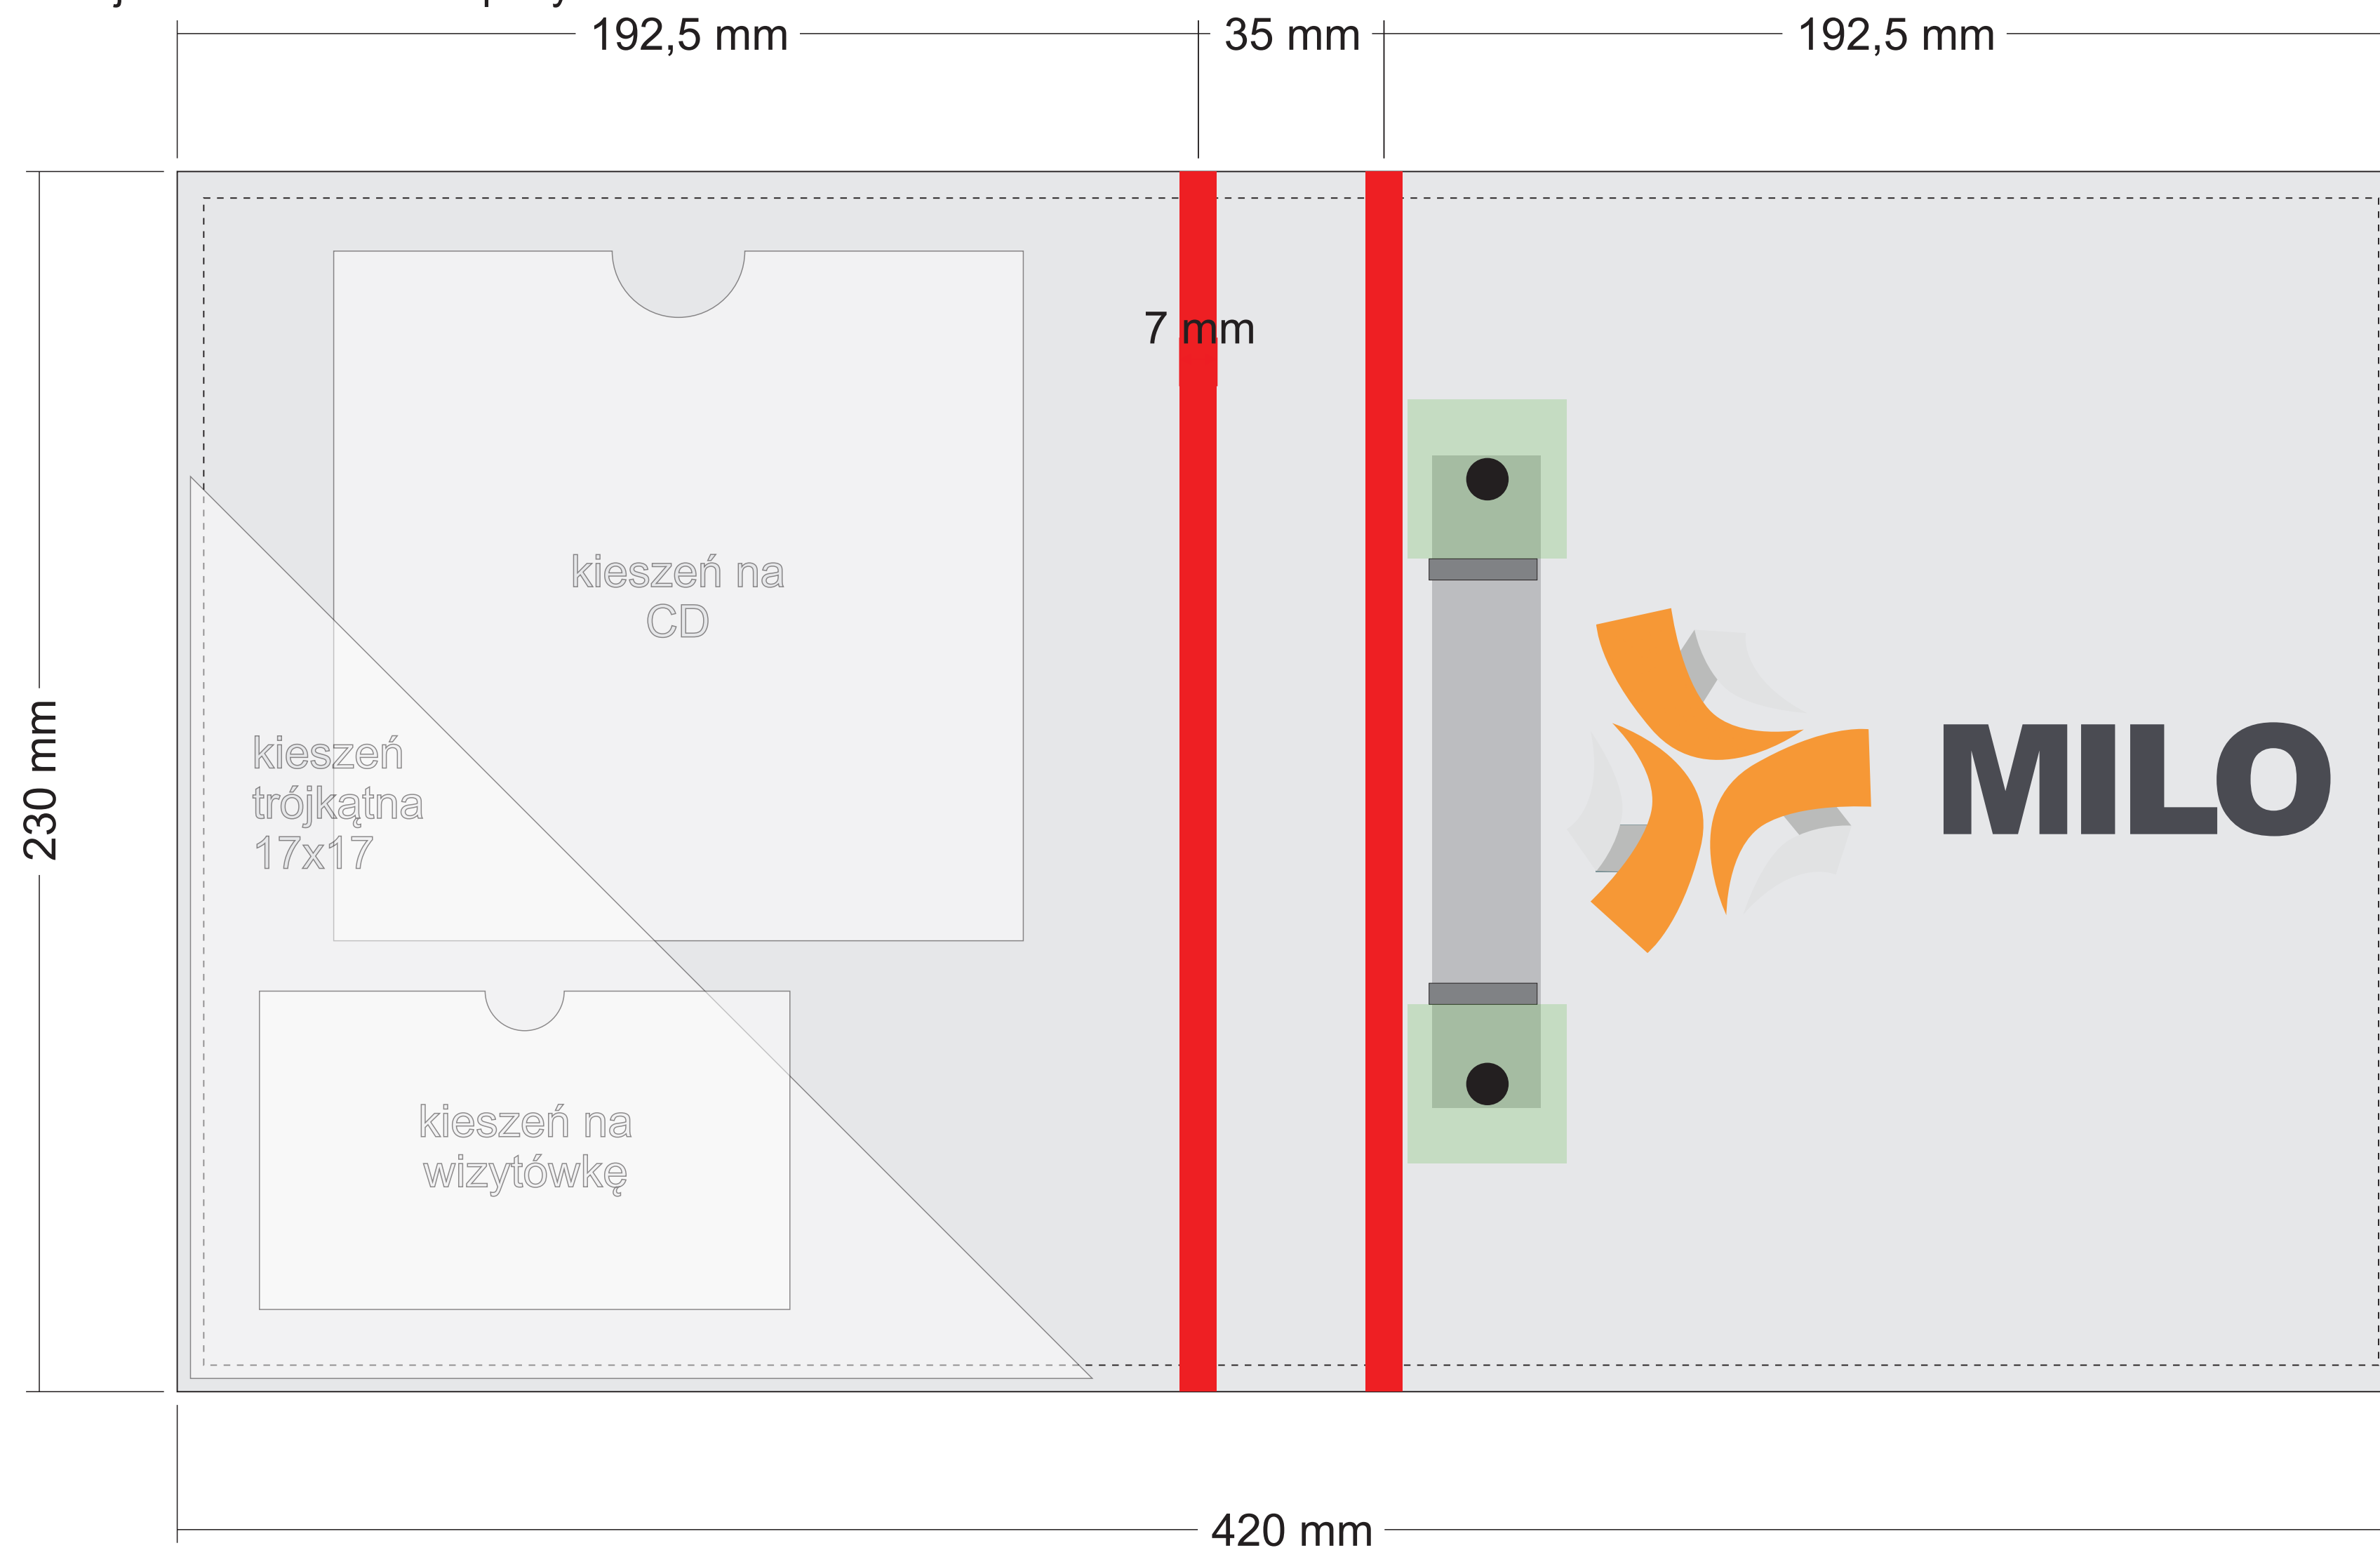 192,5 mm
35 mm
192,5 mm
7 mm
kieszeń na
CD
kieszeń
trójkątna
17x17
230 mm
MILO
kieszeń na
wizytówkę
420 mm